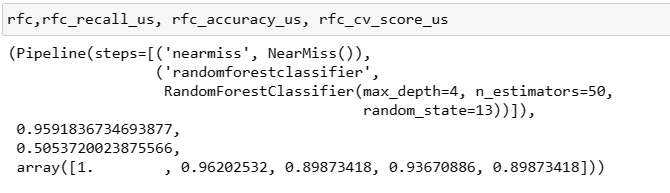 rfc,rfc_recall_us, rfc_accuracy_us, rfc_cv_score_us
(Pipeline(steps=[('nearmiss', NearMiss()),
                ('randomforestclassifier',
                 RandomForestClassifier(max_depth=4, n_estimators=50,
                                        random_state=13))]),
 0.9591836734693877,
 0.5053720023875566,
 array([1.        , 0.96202532, 0.89873418, 0.93670886, 0.89873418]))